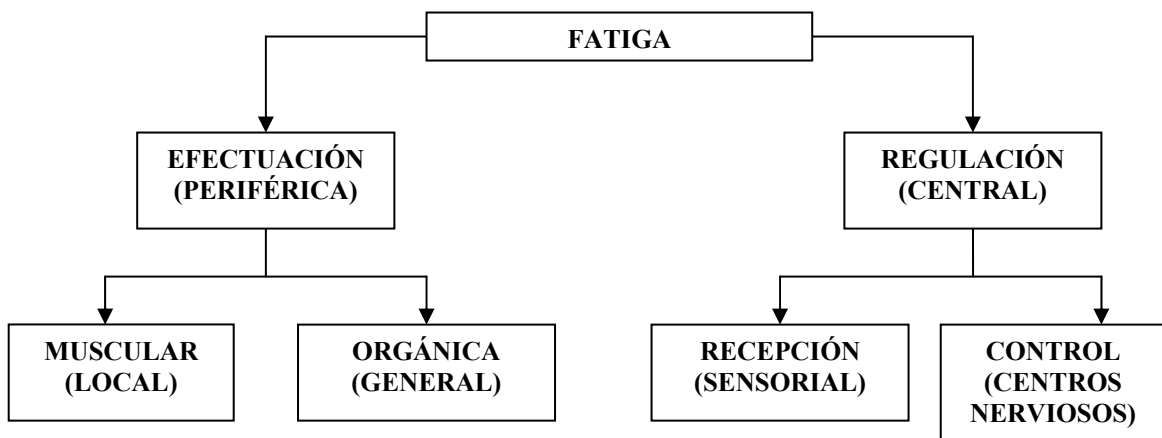 FATIGA
EFECTUACIÓN
(PERIFÉRICA)
REGULACIÓN
(CENTRAL)
MUSCULAR
(LOCAL)
ORGÁNICA
(GENERAL)
RECEPCIÓN
(SENSORIAL)
CONTROL
(CENTROS
NERVIOSOS)